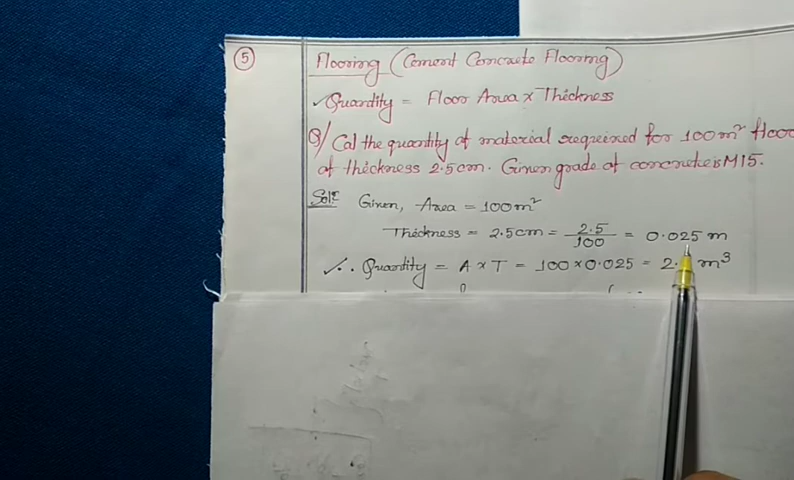 5
Flooring (Cement Concrete Flooring)
✓Quantity = Floor Area × Thickness
Q/ Cal the quantity of material required for 100m² floo
of thickness 2.5cm. Given grade of concrete is M15.
Solⁿ: Given, Area = 100m²
Thickness = 2.5cm = 2.5/100 = 0.025 m
∴ Quantity = A × T = 100 × 0.025 = 2. m³